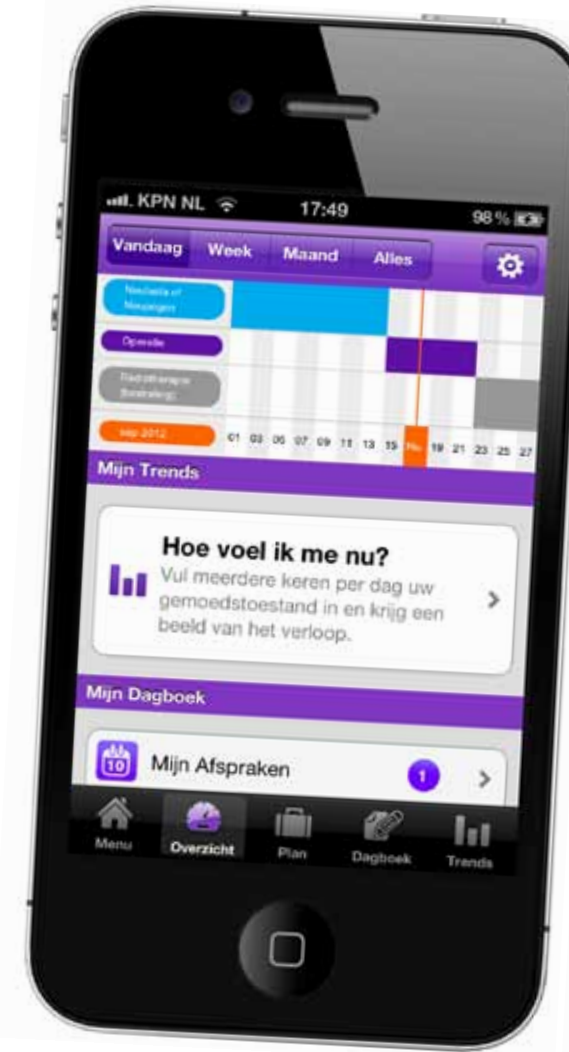 KPN NL 17:49 98 %
Vandaag Week Maand Alles
Operatie
Radiotherapie
(bestraling)
sep 2012 01 03 05 07 09 11 13 15 Nu 19 21 23 25 27
Mijn Trends
Hoe voel ik me nu?
Vul meerdere keren per dag uw
gemoedstoestand in en krijg een
beeld van het verloop.
Mijn Dagboek
10 Mijn Afspraken 1
Menu Overzicht Plan Dagboek Trends